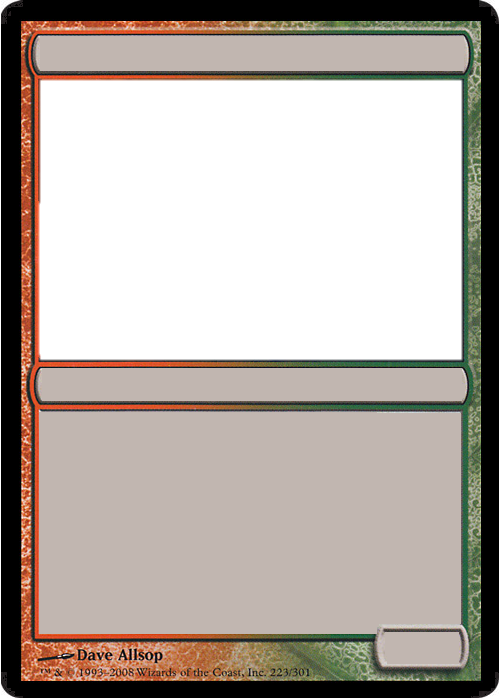 Dave Allsop
™ & © 1993-2008 Wizards of the Coast, Inc. 223/301